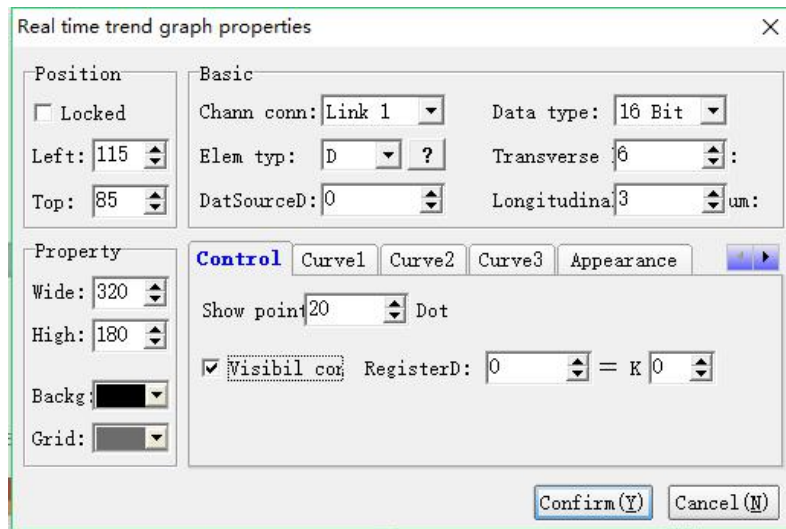 Real time trend graph properties
Position
Locked
Left: 115
Top: 85
Basic
Chann conn: Link 1 Data type: 16 Bit
Elem typ: D ? Transverse 6 :
DatSourceD: 0 Longitudina 3 um:
Property
Wide: 320
High: 180
Backg:
Grid:
Control Curve1 Curve2 Curve3 Appearance
Show point 20 Dot
Visibil cor RegisterD: 0 = K 0
Confirm(Y) Cancel(N)